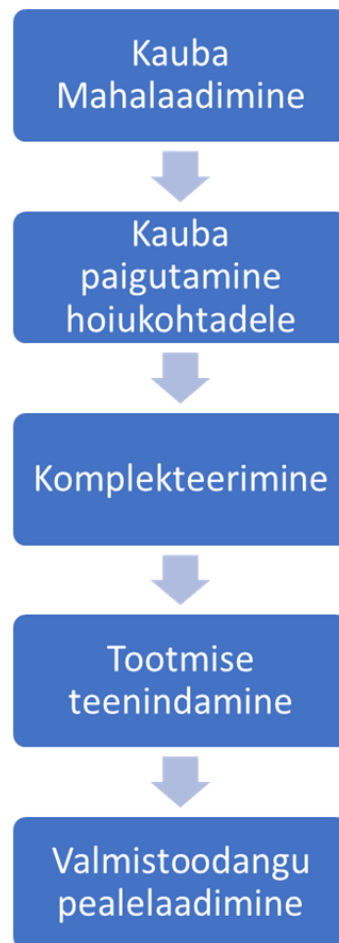 Kauba
Mahalaadimine
Kauba
paigutamine
hoiukohtadele
Komplekteerimine
Tootmise
teenindamine
Valmistoodangu
pealelaadimine